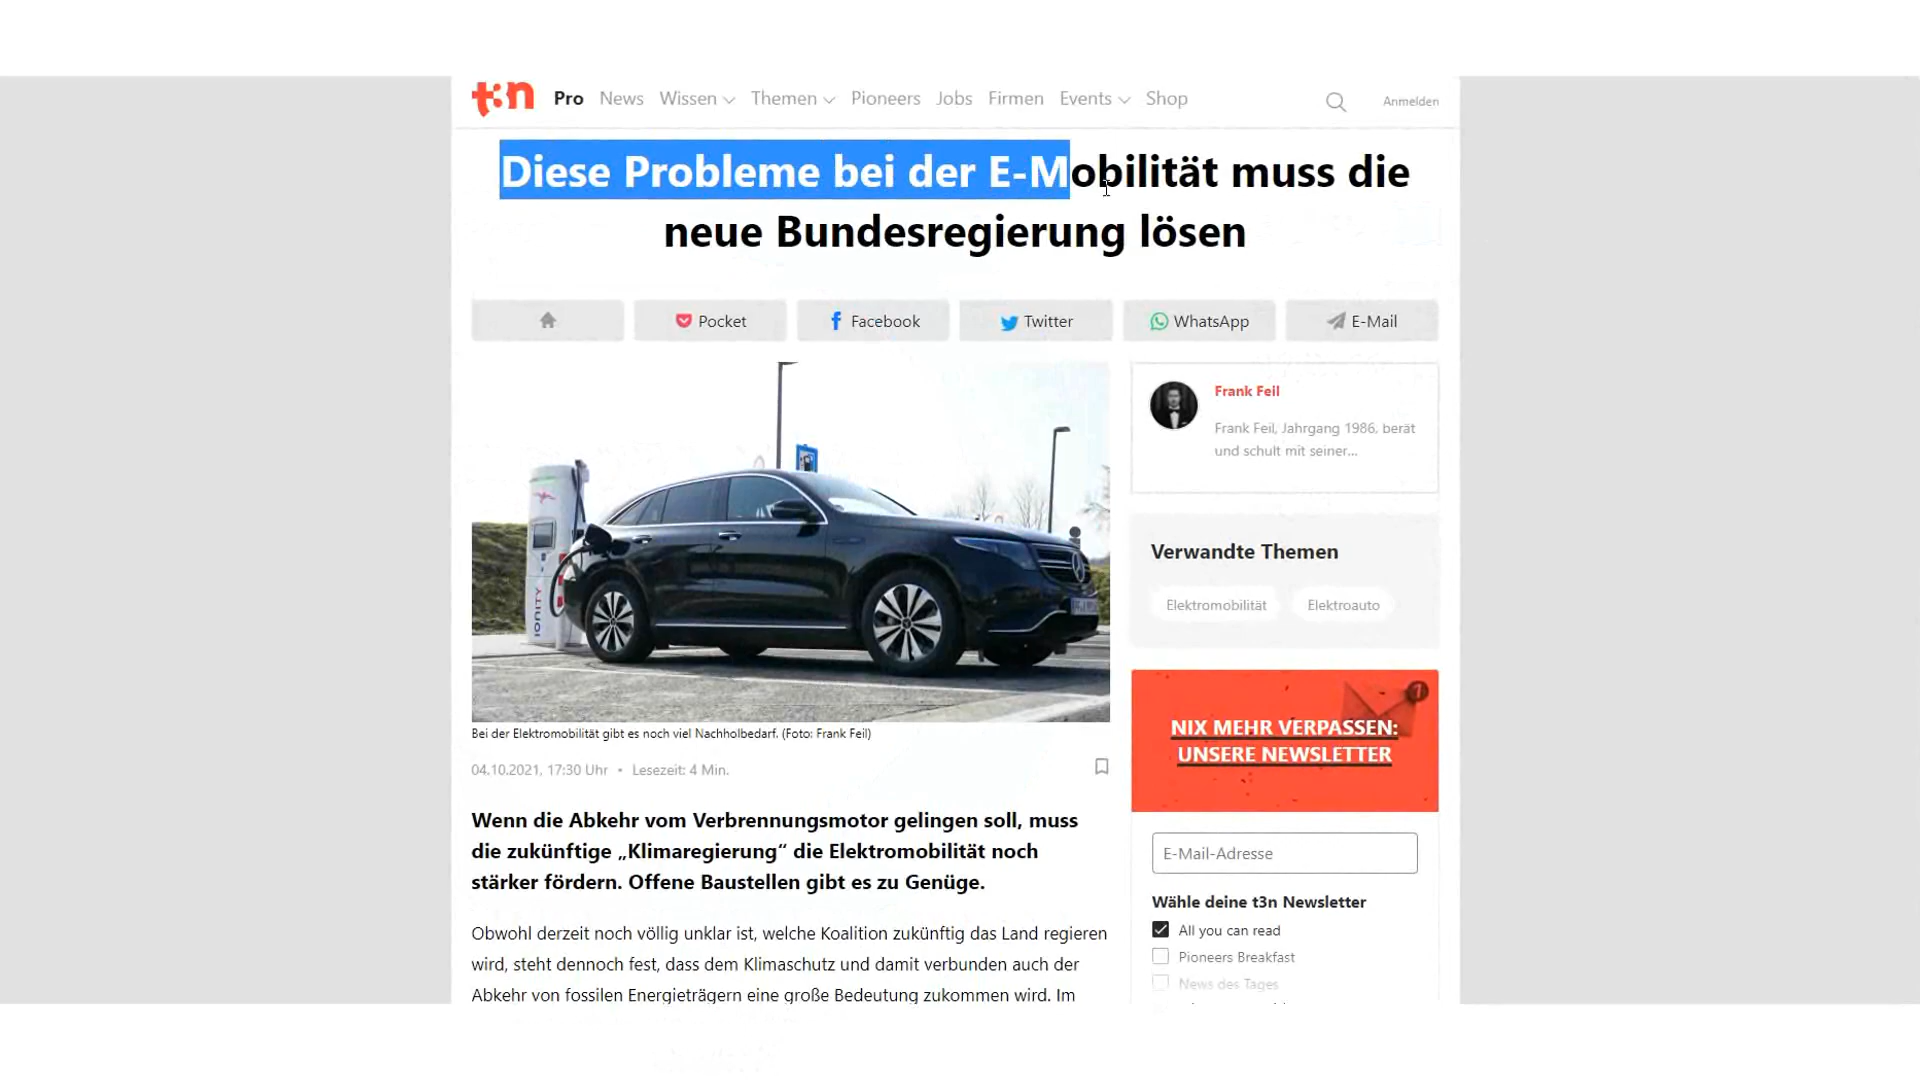 t3n Pro News Wissen Themen Pioneers Jobs Firmen Events Shop Anmelden
Diese Probleme bei der E-Mobilität muss die
neue Bundesregierung lösen
Pocket Facebook Twitter WhatsApp E-Mail
IONITY
Bei der Elektromobilität gibt es noch viel Nachholbedarf. (Foto: Frank Feil)
04.10.2021, 17:30 Uhr • Lesezeit: 4 Min.
Wenn die Abkehr vom Verbrennungsmotor gelingen soll, muss
die zukünftige „Klimaregierung“ die Elektromobilität noch
stärker fördern. Offene Baustellen gibt es zu Genüge.
Obwohl derzeit noch völlig unklar ist, welche Koalition zukünftig das Land regieren
wird, steht dennoch fest, dass dem Klimaschutz und damit verbunden auch der
Abkehr von fossilen Energieträgern eine große Bedeutung zukommen wird. Im
Frank Feil
Frank Feil, Jahrgang 1986, berät
und schult mit seiner...
Verwandte Themen
Elektromobilität Elektroauto
1
NIX MEHR VERPASSEN:
UNSERE NEWSLETTER
E-Mail-Adresse
Wähle deine t3n Newsletter
All you can read
Pioneers Breakfast
News des Tages